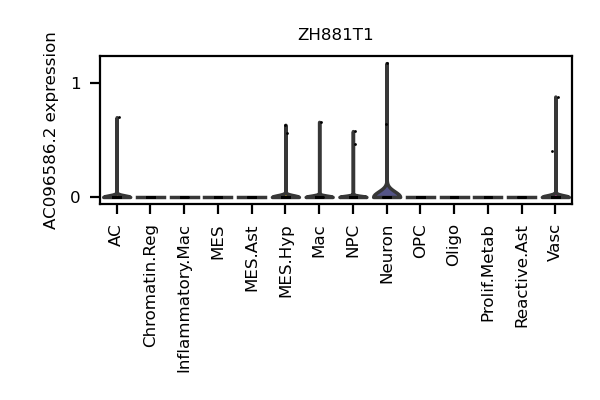 ZH881T1
AC096586.2 expression
1
0
AC
Chromatin.Reg
Inflammatory.Mac
MES
MES.Ast
MES.Hyp
Mac
NPC
Neuron
OPC
Oligo
Prolif.Metab
Reactive.Ast
Vasc